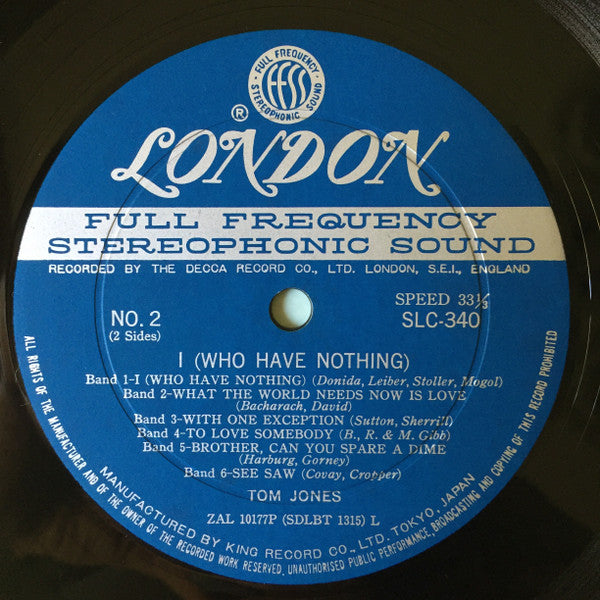 FULL FREQUENCY
ffss
STEREOPHONIC SOUND
®
LONDON
FULL FREQUENCY
STEREOPHONIC SOUND
RECORDED BY THE DECCA RECORD CO., LTD. LONDON, S.E.I., ENGLAND
NO. 2
(2 Sides)
SPEED 33⅓
SLC-340
I (WHO HAVE NOTHING)
Band 1-I (WHO HAVE NOTHING) (Donida, Leiber, Stoller, Mogol)
Band 2-WHAT THE WORLD NEEDS NOW IS LOVE
(Bacharach, David)
Band 3-WITH ONE EXCEPTION (Sutton, Sherrill)
Band 4-TO LOVE SOMEBODY (B., R. & M. Gibb)
Band 5-BROTHER, CAN YOU SPARE A DIME
(Harburg, Gorney)
Band 6-SEE SAW (Covay, Cropper)
TOM JONES
ZAL 10177P (SDLBT 1315) L
MANUFACTURED BY KING RECORD CO., LTD. TOKYO, JAPAN
ALL RIGHTS OF THE MANUFACTURER AND OF THE OWNER OF THE RECORDED WORK RESERVED. UNAUTHORISED PUBLIC PERFORMANCE, BROADCASTING AND COPYING OF THIS RECORD PROHIBITED